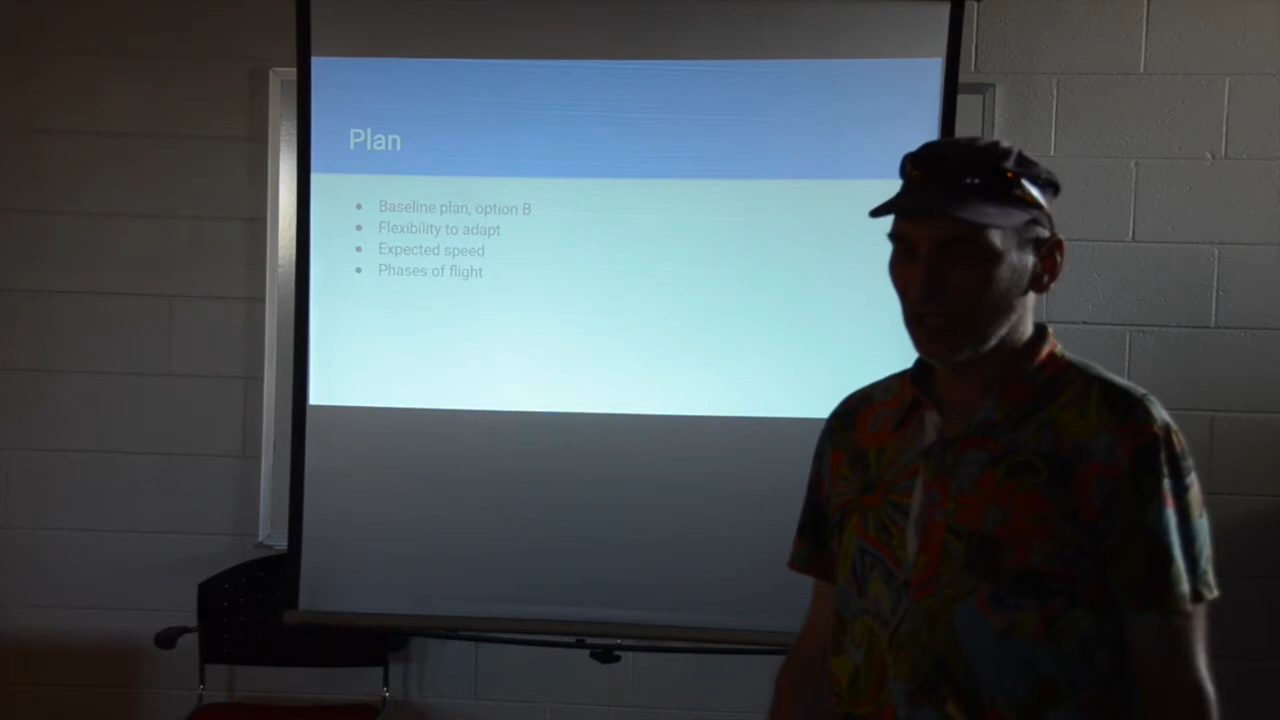 Plan
Baseline plan, option B
Flexibility to adapt
Expected speed
Phases of flight